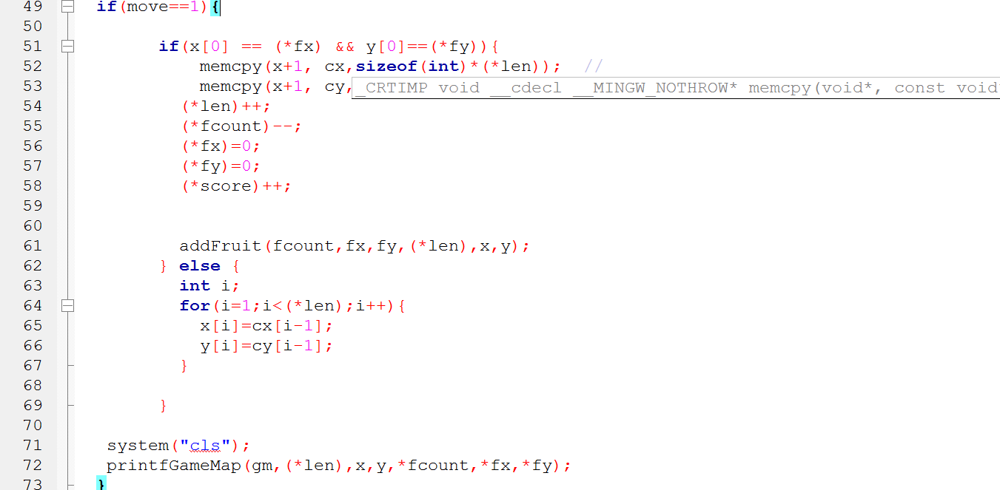 49 if(move==1){
50
51 if(x[0] == (*fx) && y[0]==(*fy)){
52 memcpy(x+1, cx,sizeof(int)*(*len)); //
53 memcpy(x+1, cy, _CRTIMP void __cdecl __MINGW_NOTHROW* memcpy(void*, const void
54 (*len)++;
55 (*fcount)--;
56 (*fx)=0;
57 (*fy)=0;
58 (*score)++;
59
60
61 addFruit(fcount,fx,fy,(*len),x,y);
62 } else {
63 int i;
64 for(i=1;i<(*len);i++){
65 x[i]=cx[i-1];
66 y[i]=cy[i-1];
67 }
68
69 }
70
71 system("cls");
72 printfGameMap(gm,(*len),x,y,*fcount,*fx,*fy);
73 }